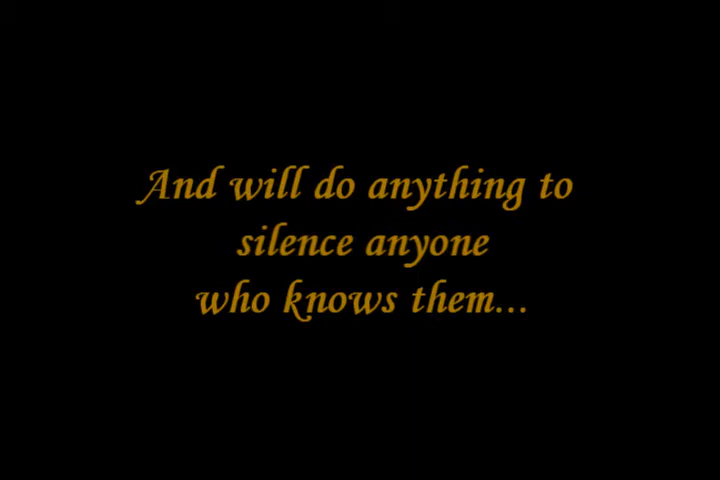 And will do anything to
silence anyone
who knows them...